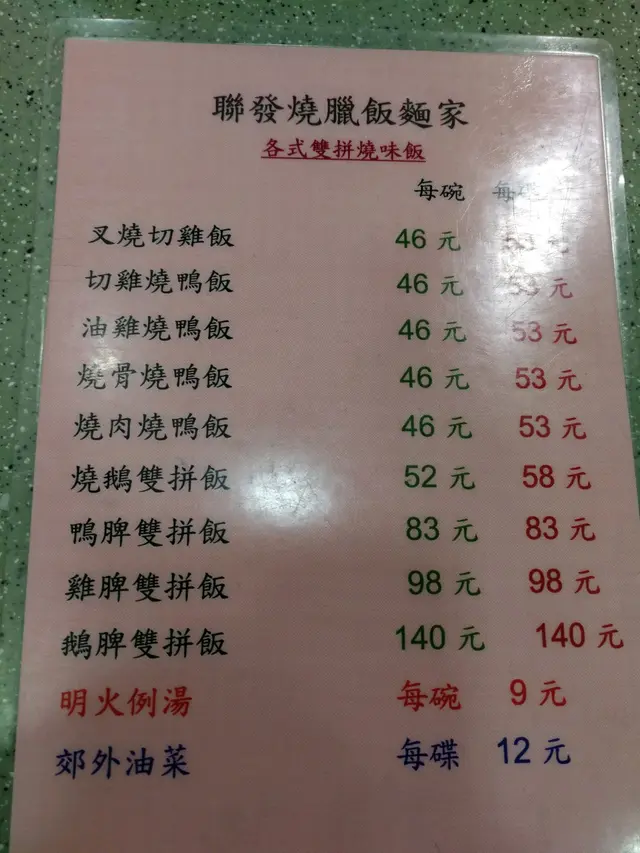 聯發燒臘飯麵家
各式雙拼燒味飯
每碗 每碟
叉燒切雞飯 46 元 53 元
切雞燒鴨飯 46 元 53 元
油雞燒鴨飯 46 元 53 元
燒骨燒鴨飯 46 元 53 元
燒肉燒鴨飯 46 元 53 元
燒鵝雙拼飯 52 元 58 元
鴨脾雙拼飯 83 元 83 元
雞脾雙拼飯 98 元 98 元
鵝脾雙拼飯 140 元 140 元
明火例湯 每碗 9 元
郊外油菜 每碟 12 元